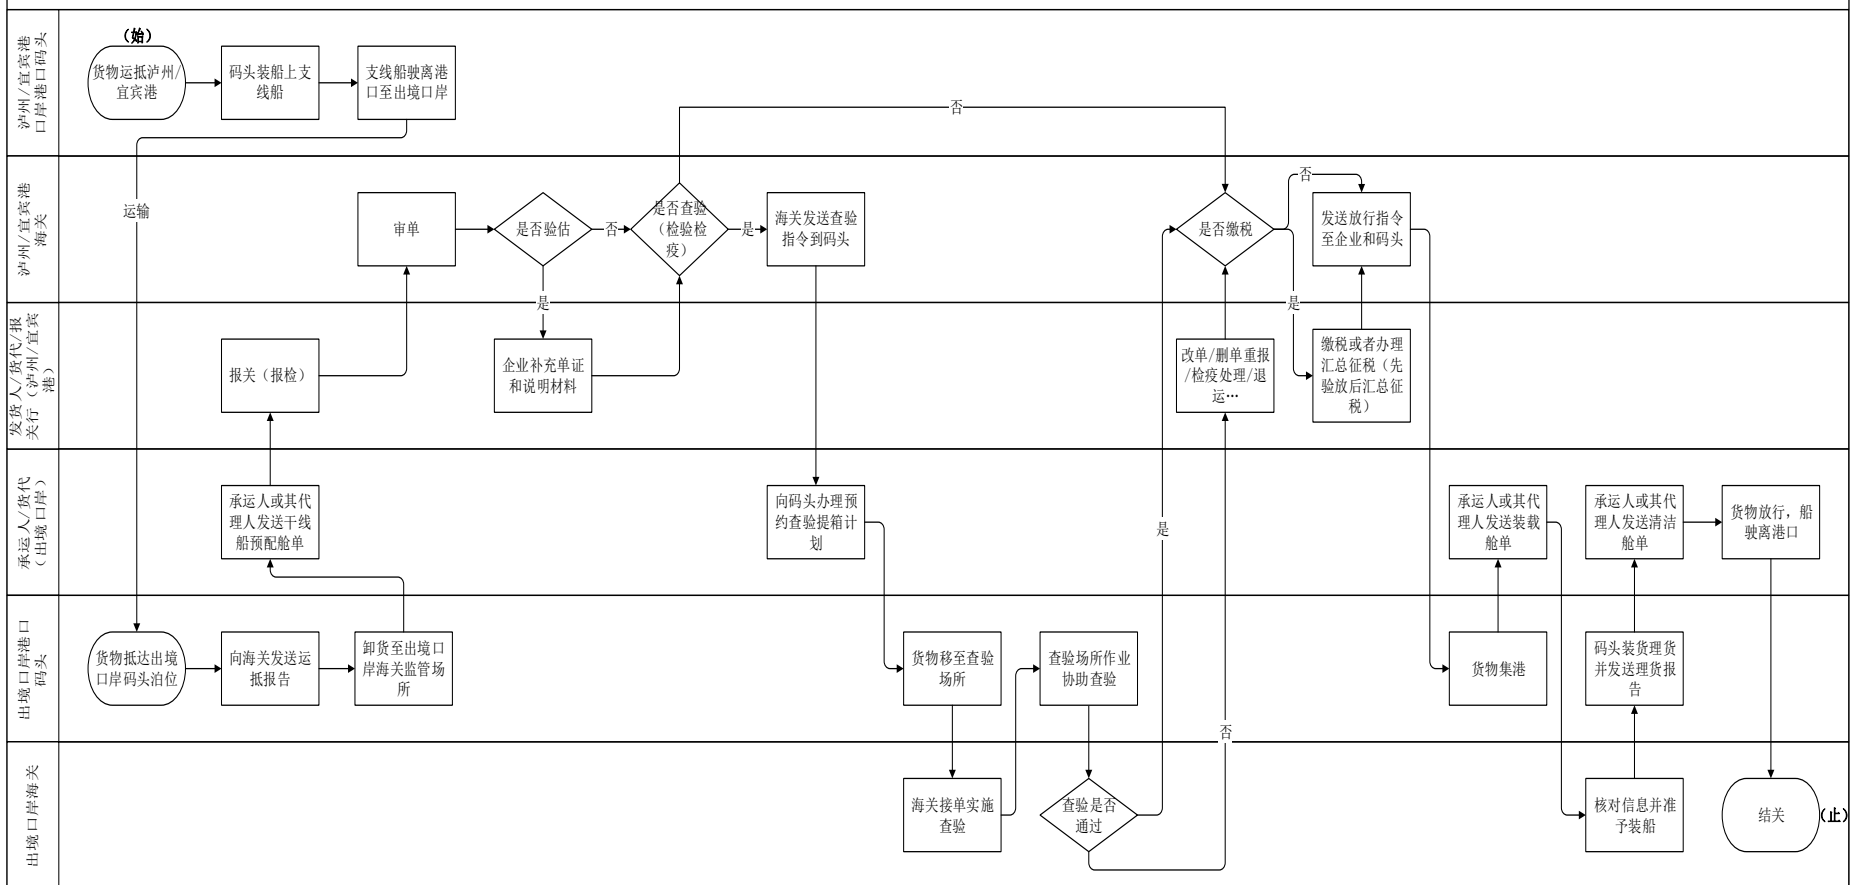 泸州/宜宾港
口岸港口码头
(始)
货物运抵泸州/
宜宾港
码头装船上支
线船
支线船驶离港
口至出境口岸
否
泸州/宜宾港
海关
运输
审单
是否验估
否
是否查验
（检验检
疫）
是
海关发送查验
指令到码头
是否缴税
否
发送放行指令
至企业和码头
是
是
发货人/货代/报
关行（泸州/宜宾
港）
报关（报检）
企业补充单证
和说明材料
改单/删单重报
/检疫处理/退
运…
缴税或者办理
汇总征税（先
验放后汇总征
税）
承运人/货代
（出境口岸）
承运人或其代
理人发送干线
船预配舱单
向码头办理预
约查验提箱计
划
是
承运人或其代
理人发送装载
舱单
承运人或其代
理人发送清洁
舱单
货物放行，船
驶离港口
出境口岸港口
码头
货物抵达出境
口岸码头泊位
向海关发送运
抵报告
卸货至出境口
岸海关监管场
所
货物移至查验
场所
查验场所作业
协助查验
否
货物集港
码头装货理货
并发送理货报
告
出境口岸海关
海关接单实施
查验
查验是否
通过
核对信息并准
予装船
结关
(止)